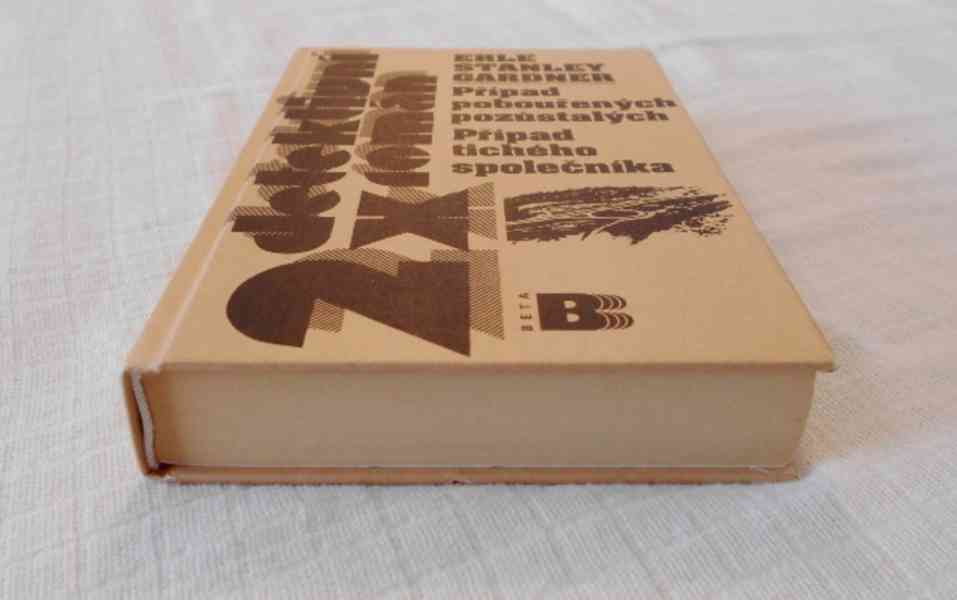 ERLE
STANLEY
GARDNER
Případ
pobouřených
pozůstalých
Případ
tichého
společníka
2x
detektivní
román
BETA
B